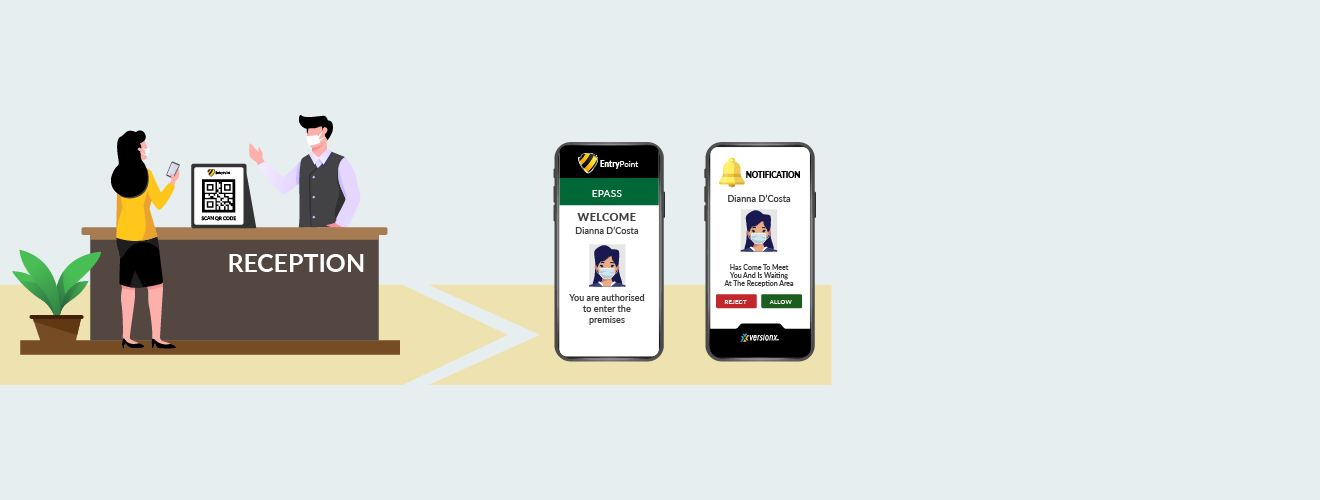 EntryPoint
SCAN QR CODE
RECEPTION
EntryPoint
EPASS
WELCOME
Dianna D'Costa
You are authorised
to enter the
premises
NOTIFICATION
Dianna D'Costa
Has Come To Meet
You And Is Waiting
At The Reception Area
REJECT
ALLOW
versionx